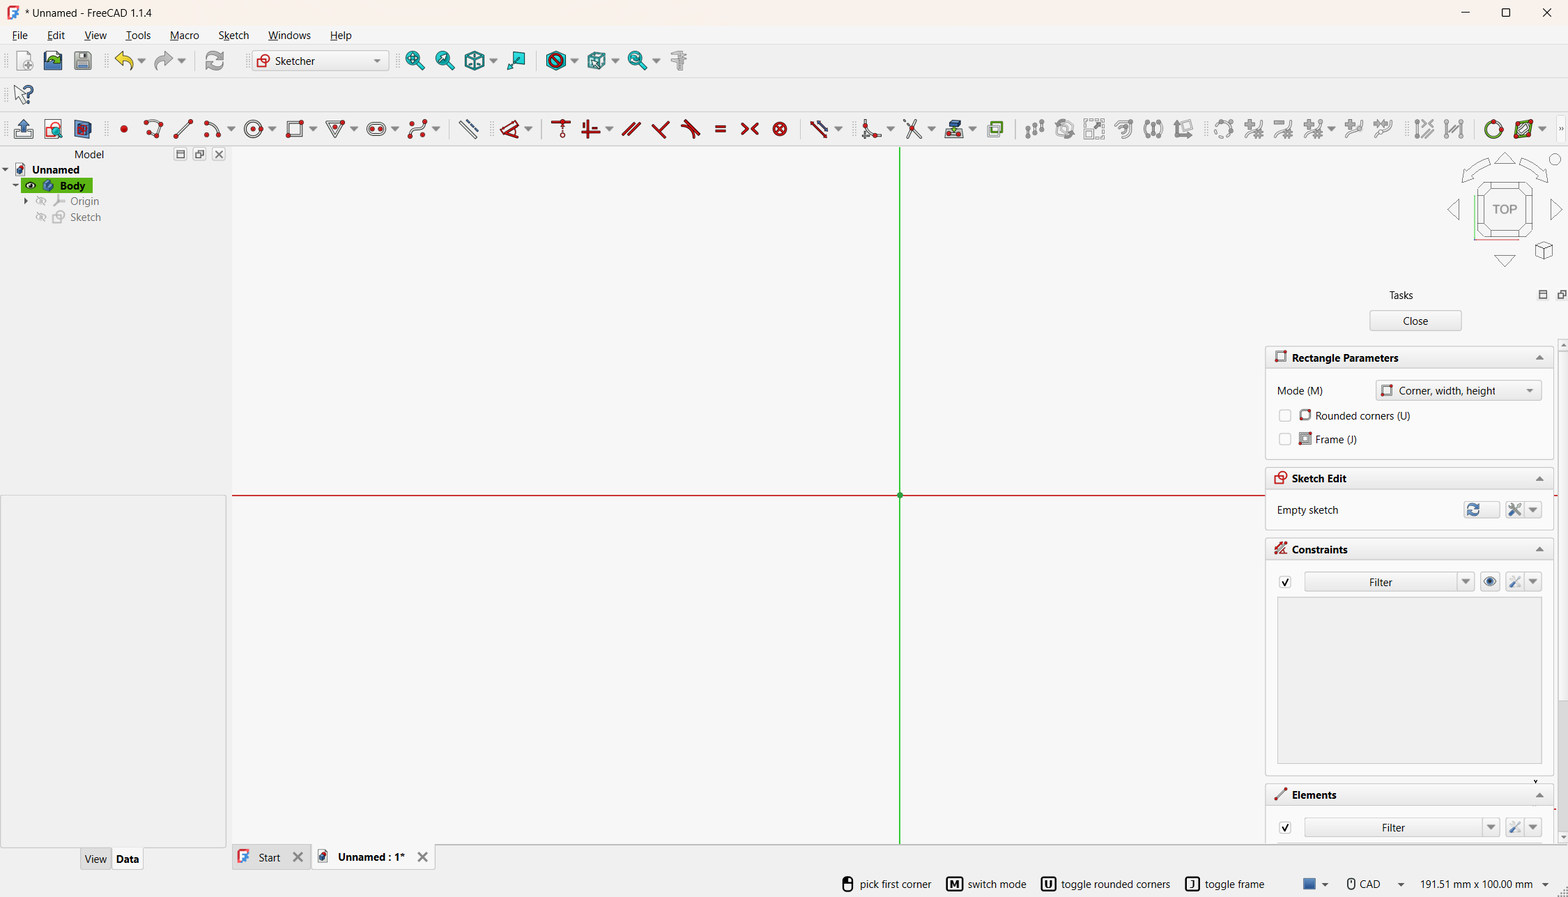 * Unnamed - FreeCAD 1.1.4
File Edit View Tools Macro Sketch Windows Help
Sketcher
Model
Unnamed
Body
Origin
Sketch
TOP
Tasks
Close
Rectangle Parameters
Mode (M) Corner, width, height
Rounded corners (U)
Frame (J)
Sketch Edit
Empty sketch
Constraints
Filter
Elements
Filter
View Data
Start Unnamed : 1*
pick first corner M switch mode U toggle rounded corners J toggle frame CAD 191.51 mm x 100.00 mm